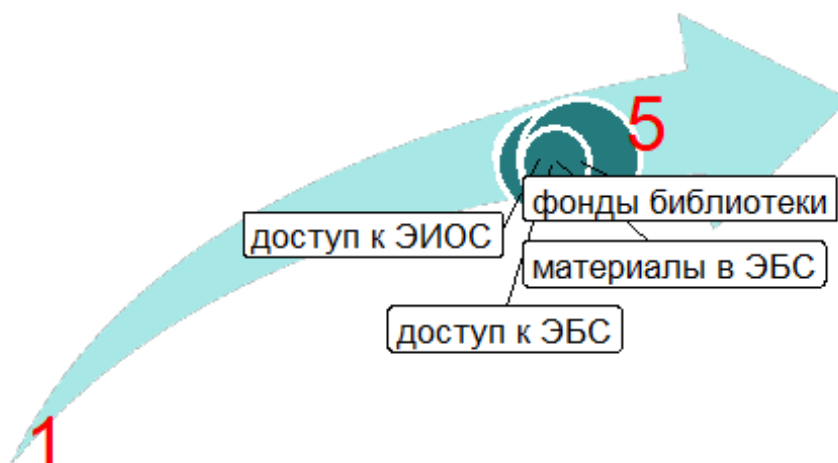 5
фонды библиотеки
доступ к ЭИОС
материалы в ЭБС
доступ к ЭБС
1